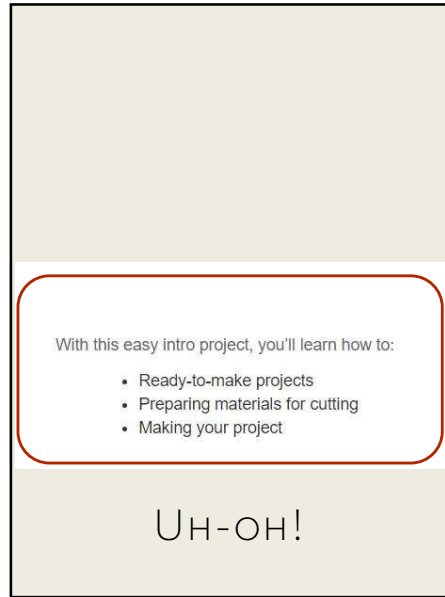 With this easy intro project, you'll learn how to:
• Ready-to-make projects
• Preparing materials for cutting
• Making your project
Uh-oh!